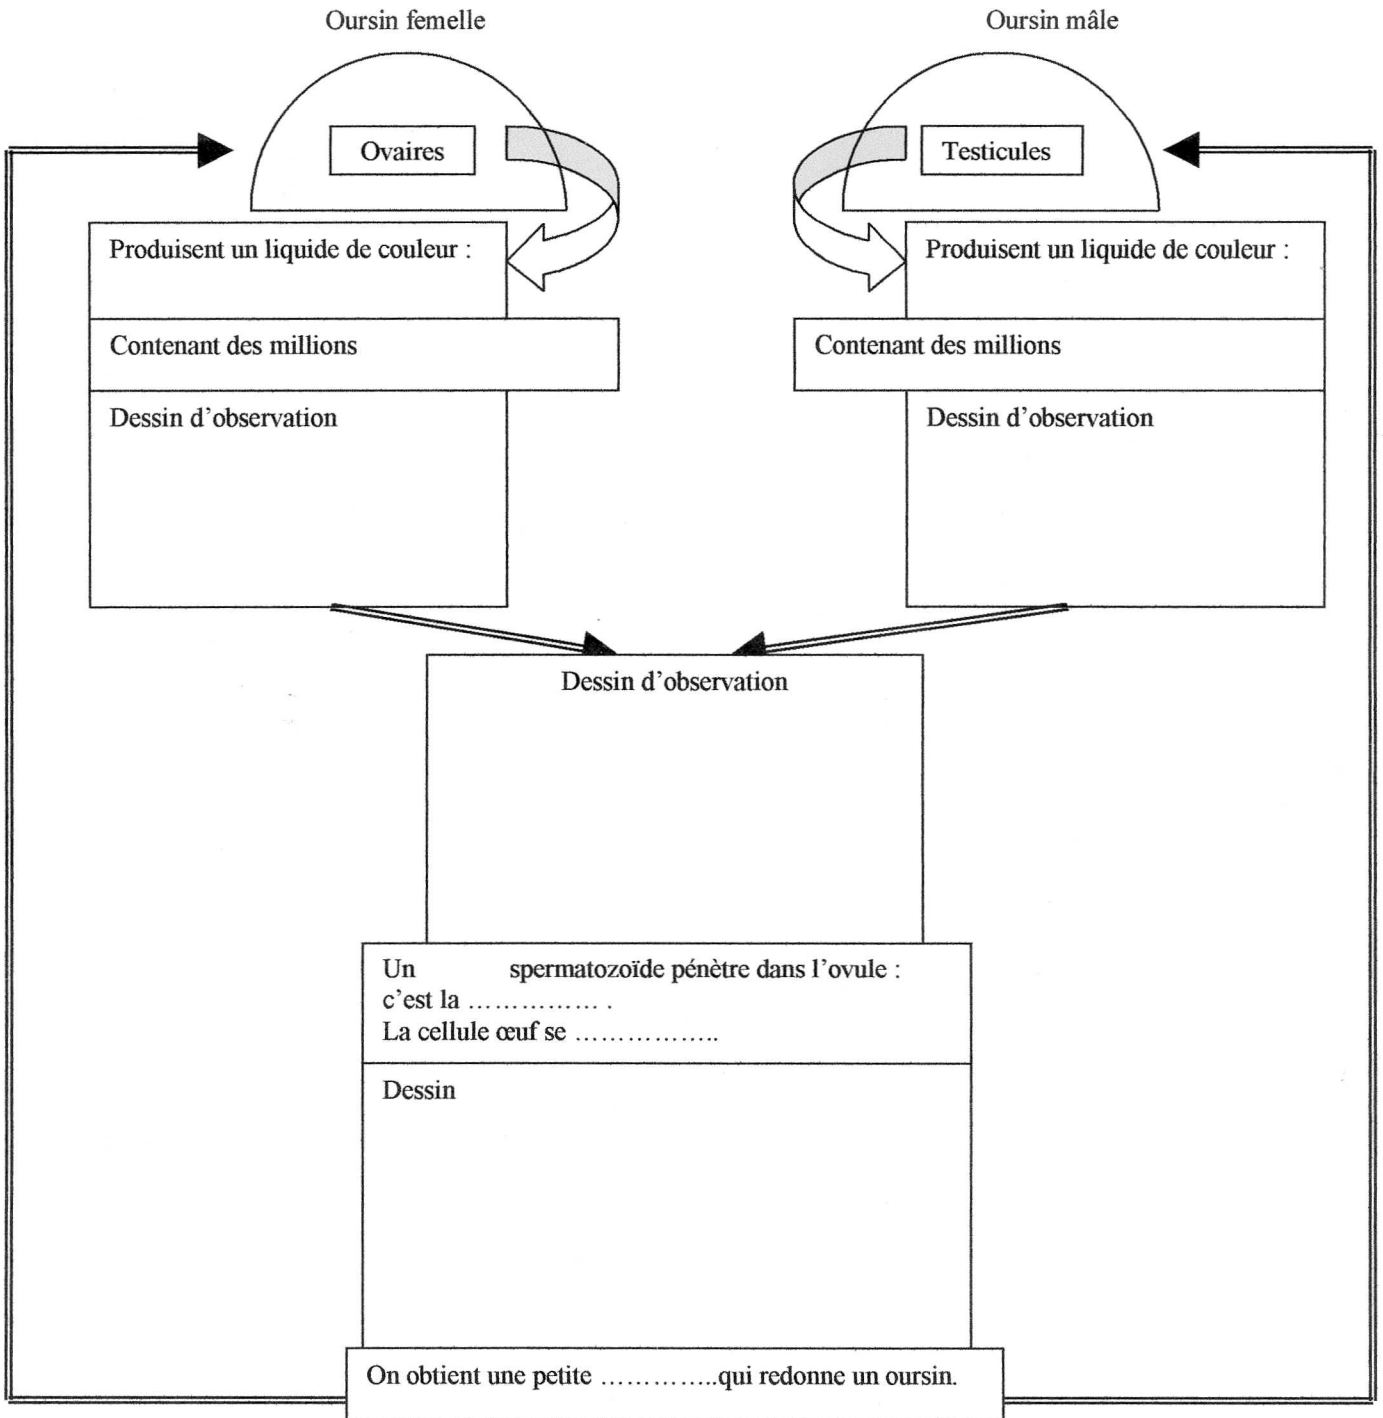 Oursin femelle
Oursin mâle
Ovaires
Testicules
Produisent un liquide de couleur :
Produisent un liquide de couleur :
Contenant des millions
Contenant des millions
Dessin d’observation
Dessin d’observation
Dessin d’observation
Un spermatozoïde pénètre dans l’ovule :
c’est la …………… .
La cellule œuf se ……………..
Dessin
On obtient une petite …………..qui redonne un oursin.